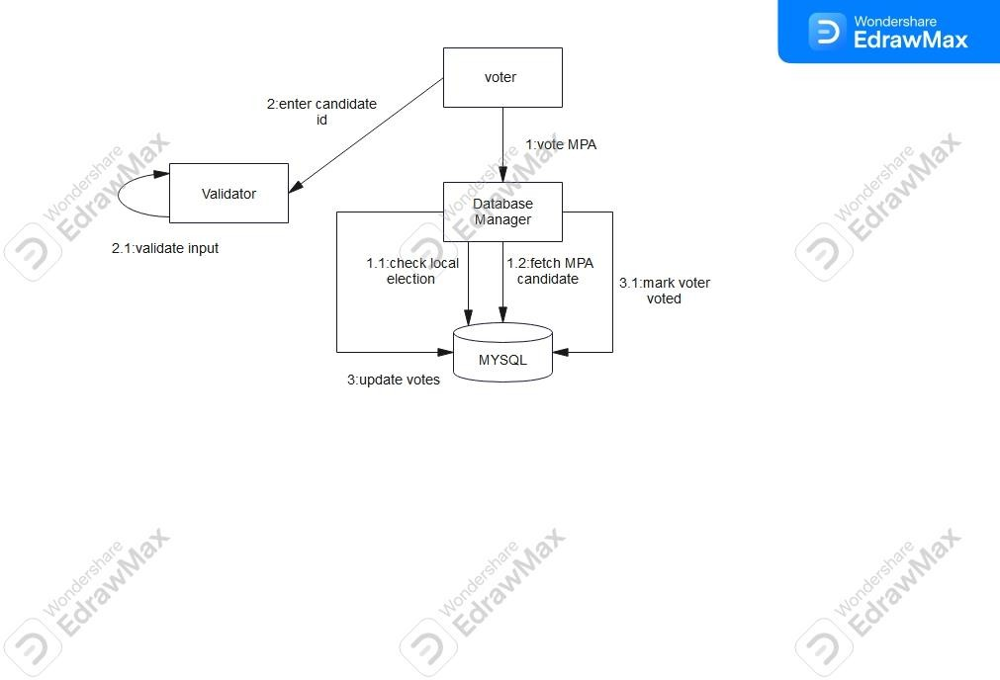 Wondershare
EdrawMax
voter
2:enter candidate
id
1:vote MPA
Wondershare
EdrawMax
Wondershare
EdrawMax
Wondershare
EdrawMax
Validator
Database
Manager
2.1:validate input
1.1:check local
election
1.2:fetch MPA
candidate
3.1:mark voter
voted
MYSQL
3:update votes
Wondershare
EdrawMax
Wondershare
EdrawMax
Wondershare
EdrawMax